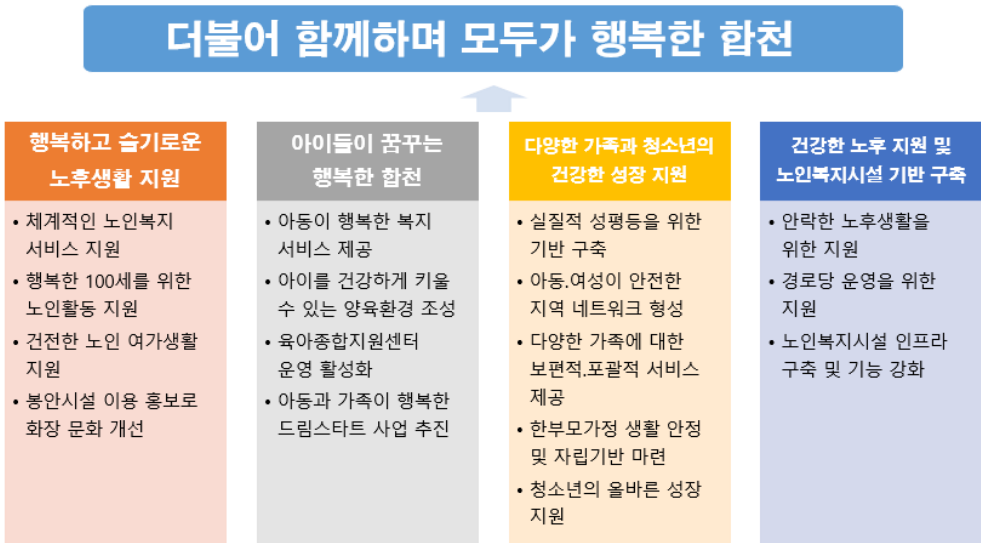 더불어 함께하며 모두가 행복한 합천
행복하고 슬기로운
노후생활 지원
• 체계적인 노인복지
서비스 지원
• 행복한 100세를 위한
노인활동 지원
• 건전한 노인 여가생활
지원
• 봉안시설 이용 홍보로
화장 문화 개선
아이들이 꿈꾸는
행복한 합천
• 아동이 행복한 복지
서비스 제공
• 아이를 건강하게 키울
수 있는 양육환경 조성
• 육아종합지원센터
운영 활성화
• 아동과 가족이 행복한
드림스타트 사업 추진
다양한 가족과 청소년의
건강한 성장 지원
• 실질적 성평등을 위한
기반 구축
• 아동.여성이 안전한
지역 네트워크 형성
• 다양한 가족에 대한
보편적.포괄적 서비스
제공
• 한부모가정 생활 안정
및 자립기반 마련
• 청소년의 올바른 성장
지원
건강한 노후 지원 및
노인복지시설 기반 구축
• 안락한 노후생활을
위한 지원
• 경로당 운영을 위한
지원
• 노인복지시설 인프라
구축 및 기능 강화